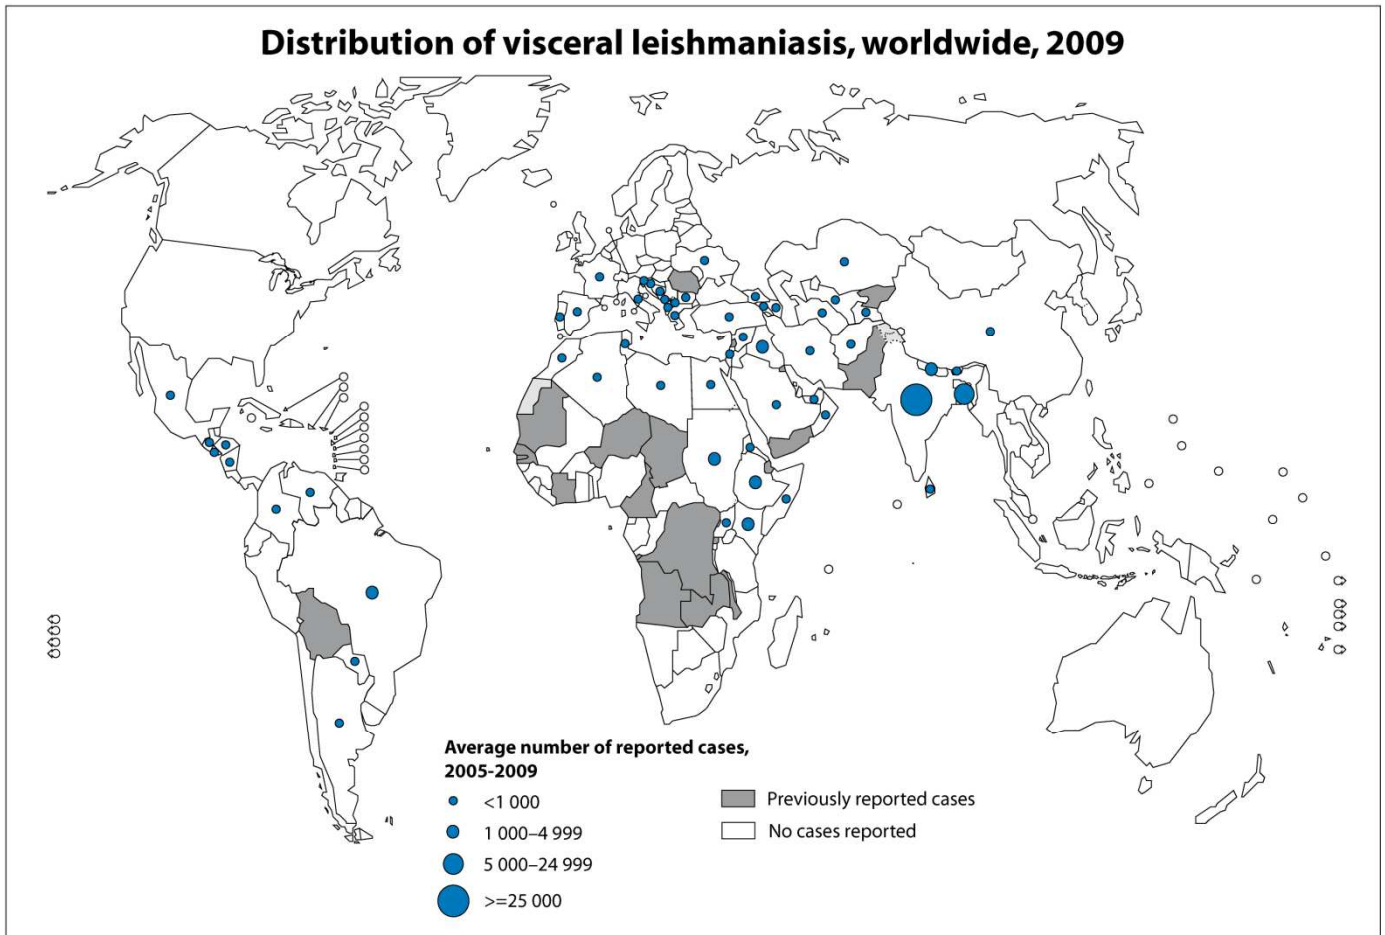 Distribution of visceral leishmaniasis, worldwide, 2009
Average number of reported cases,
2005-2009
<1 000
1 000–4 999
5 000–24 999
>=25 000
Previously reported cases
No cases reported